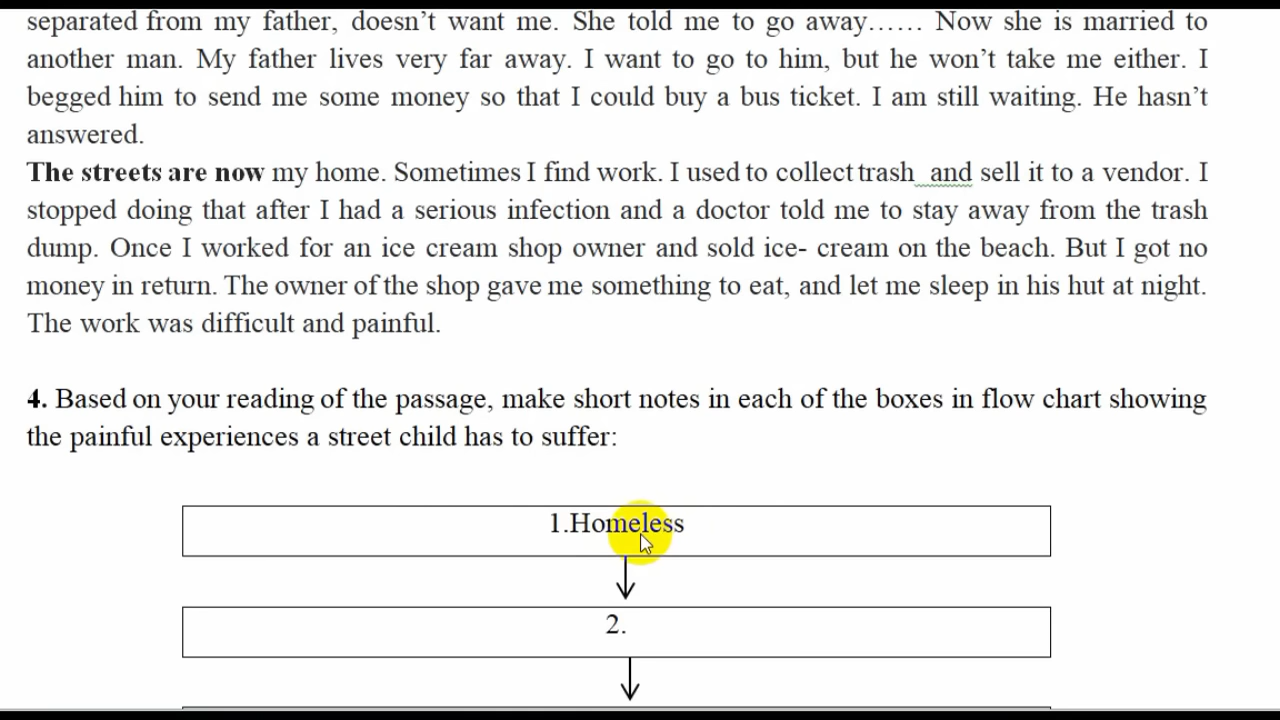 separated from my father, doesn’t want me. She told me to go away…… Now she is married to
another man. My father lives very far away. I want to go to him, but he won’t take me either. I
begged him to send me some money so that I could buy a bus ticket. I am still waiting. He hasn’t
answered.
The streets are now my home. Sometimes I find work. I used to collect trash and sell it to a vendor. I
stopped doing that after I had a serious infection and a doctor told me to stay away from the trash
dump. Once I worked for an ice cream shop owner and sold ice- cream on the beach. But I got no
money in return. The owner of the shop gave me something to eat, and let me sleep in his hut at night.
The work was difficult and painful.
4. Based on your reading of the passage, make short notes in each of the boxes in flow chart showing
the painful experiences a street child has to suffer:
1.Homeless
2.